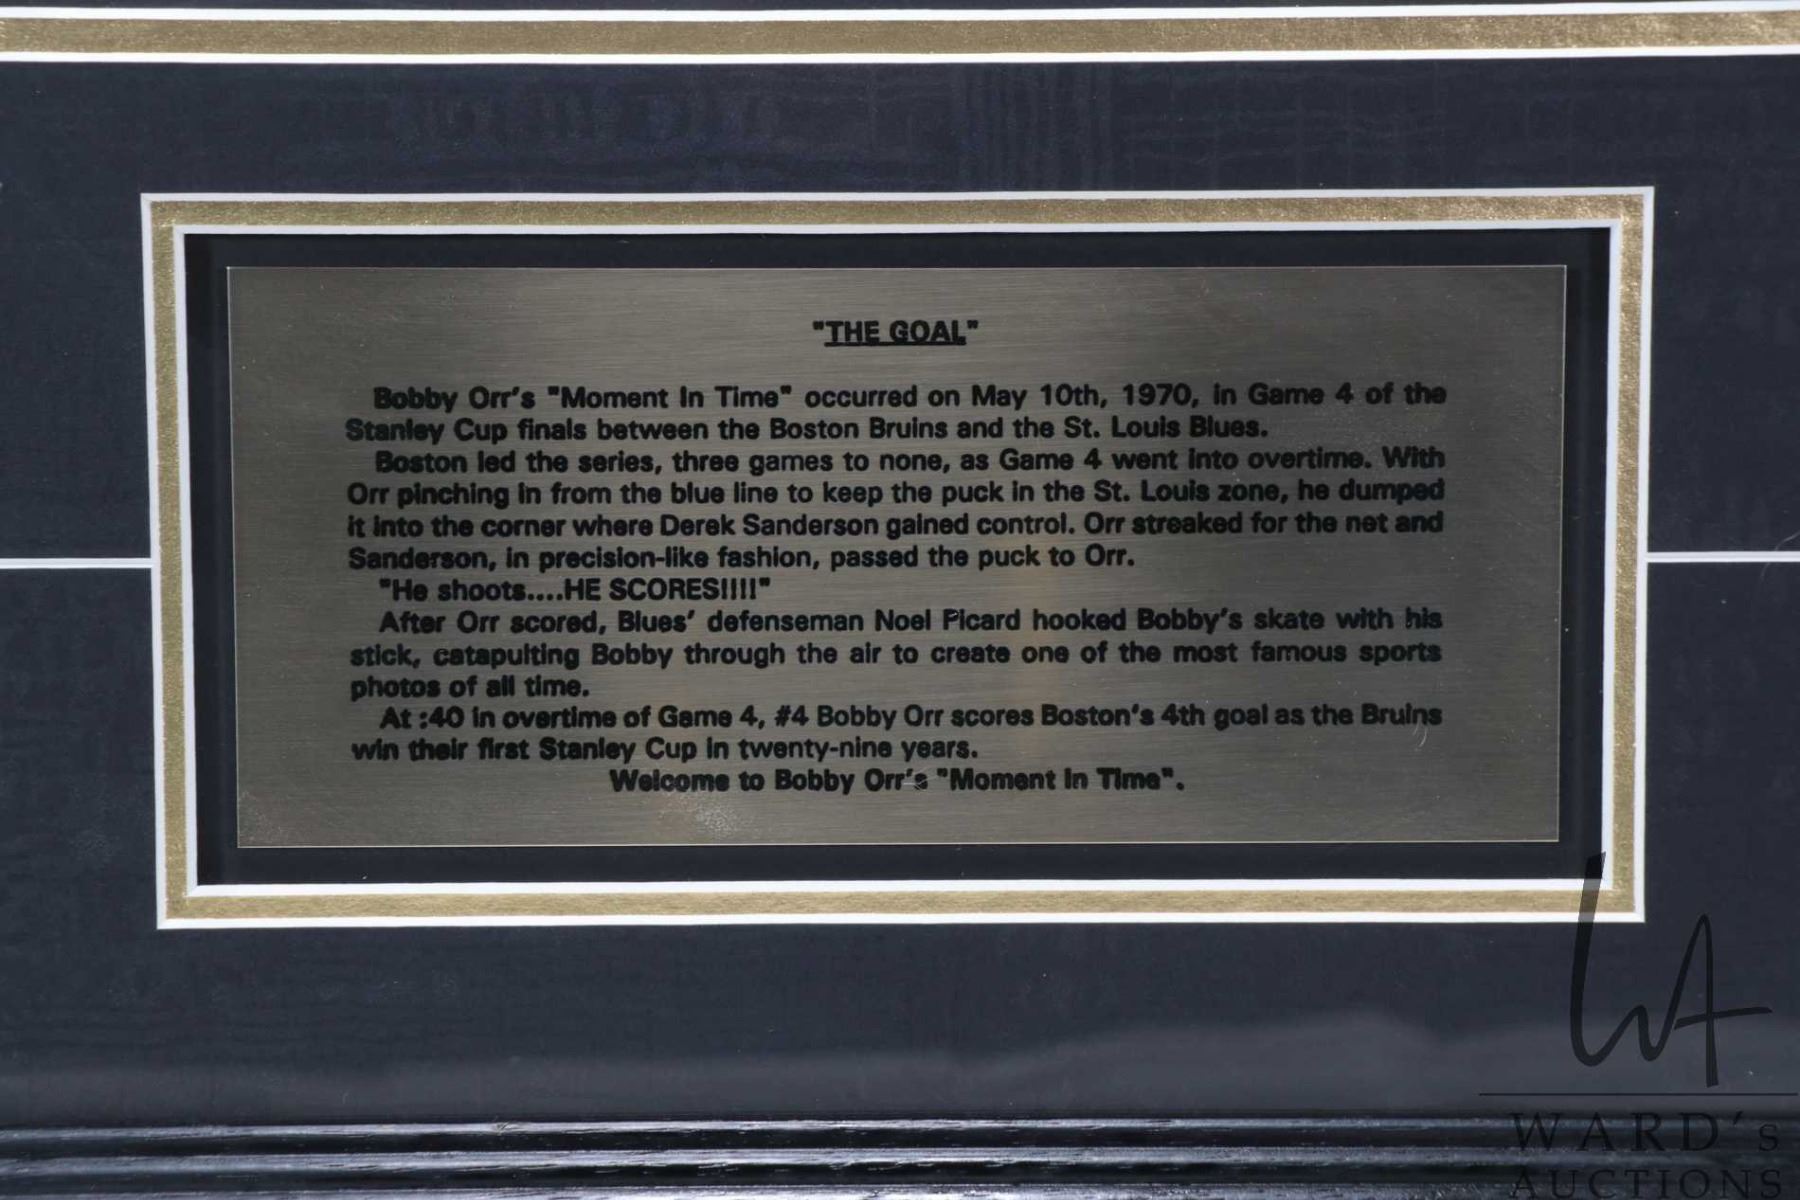 "THE GOAL"
Bobby Orr's "Moment In Time" occurred on May 10th, 1970, in Game 4 of the
Stanley Cup finals between the Boston Bruins and the St. Louis Blues.
Boston led the series, three games to none, as Game 4 went into overtime. With
Orr pinching in from the blue line to keep the puck in the St. Louis zone, he dumped
it into the corner where Derek Sanderson gained control. Orr streaked for the net and
Sanderson, in precision-like fashion, passed the puck to Orr.
"He shoots....HE SCORES!!!!"
After Orr scored, Blues' defenseman Noel Picard hooked Bobby's skate with his
stick, catapulting Bobby through the air to create one of the most famous sports
photos of all time.
At :40 in overtime of Game 4, #4 Bobby Orr scores Boston's 4th goal as the Bruins
win their first Stanley Cup in twenty-nine years.
Welcome to Bobby Orr's "Moment In Time".
WA
WARD's
AUCTIONS